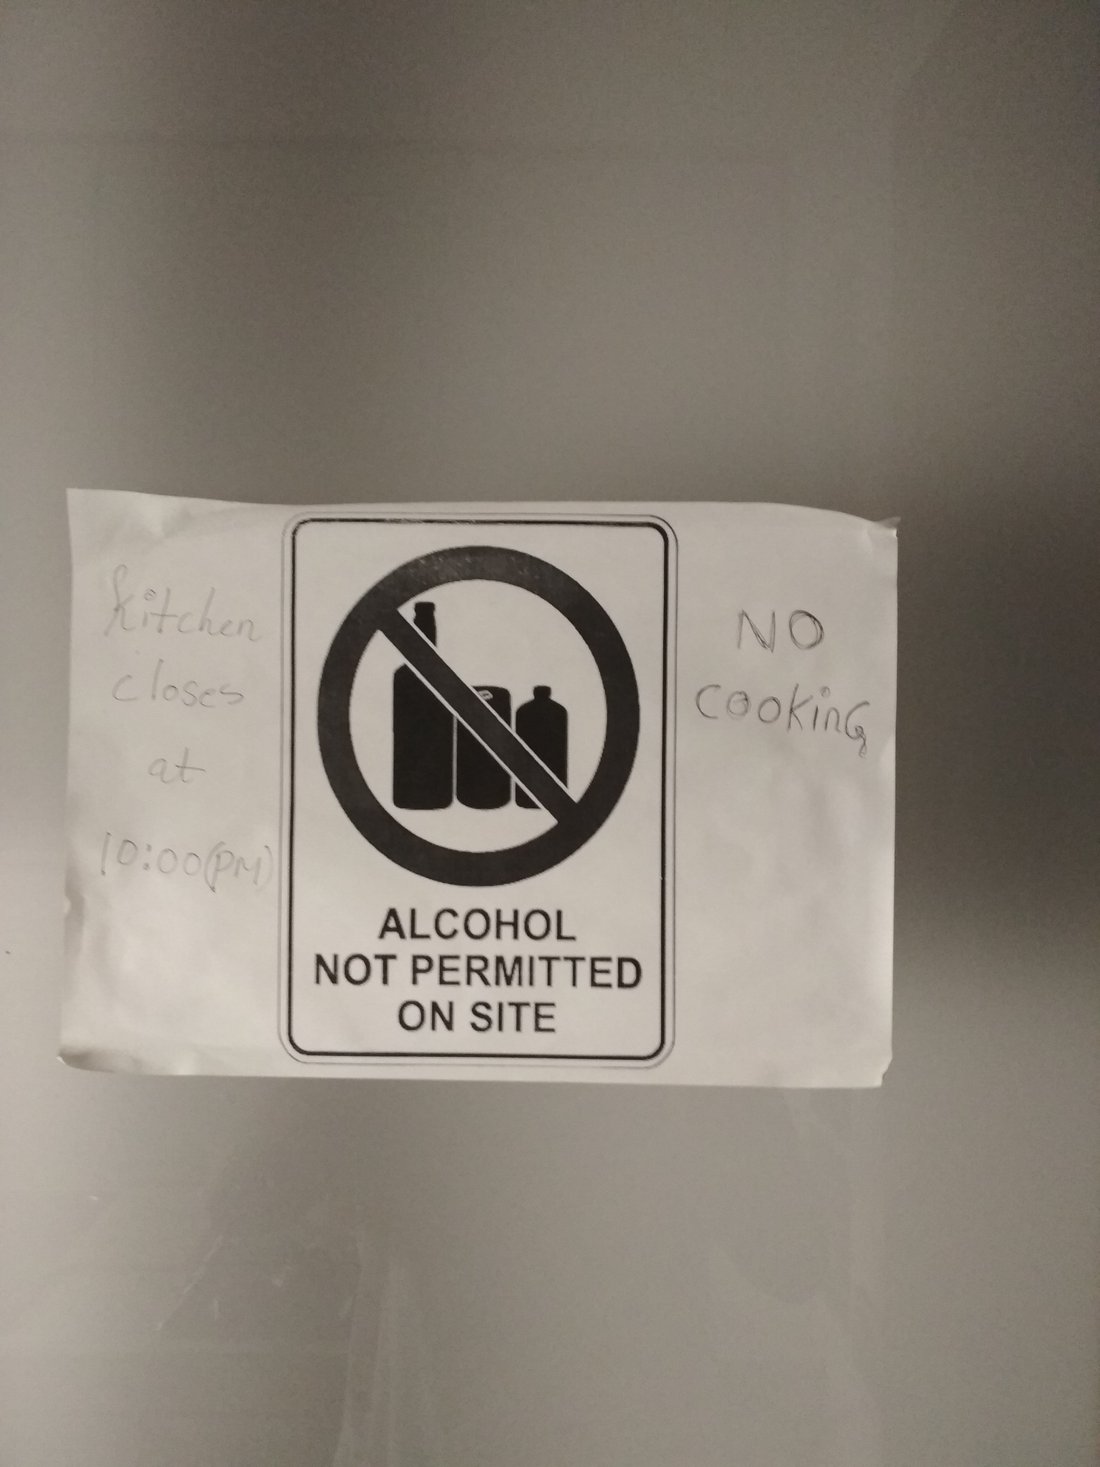 kitchen
closes
at
10:00(PM)
ALCOHOL
NOT PERMITTED
ON SITE
NO
cooking